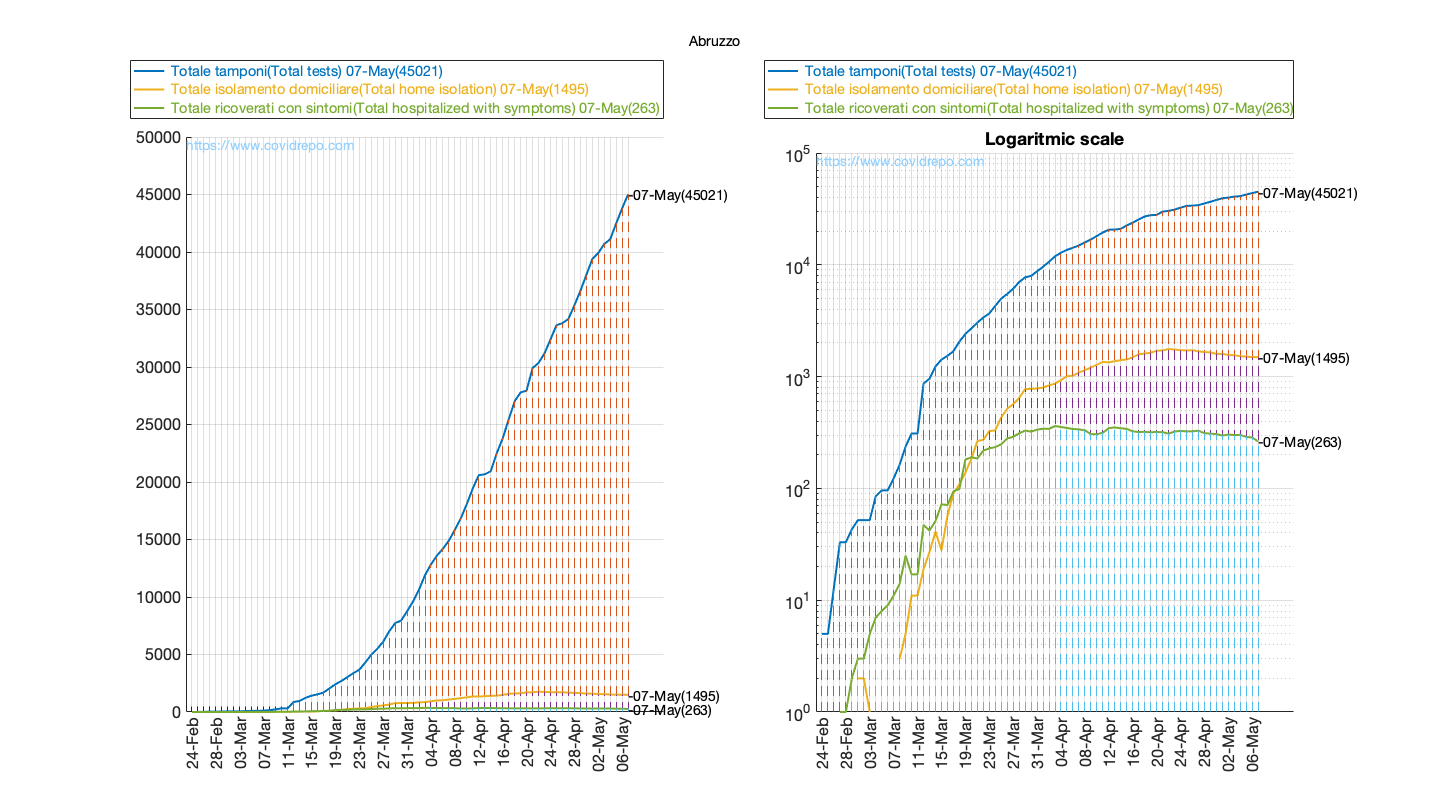 Abruzzo
Totale tamponi(Total tests) 07-May(45021)
Totale isolamento domiciliare(Total home isolation) 07-May(1495)
Totale ricoverati con sintomi(Total hospitalized with symptoms) 07-May(263)
https://www.covidrepo.com
50000
45000
40000
35000
30000
25000
20000
15000
10000
5000
0
07-May(45021)
07-May(1495)
07-May(263)
24-Feb
28-Feb
03-Mar
07-Mar
11-Mar
15-Mar
19-Mar
23-Mar
27-Mar
31-Mar
04-Apr
08-Apr
12-Apr
16-Apr
20-Apr
24-Apr
28-Apr
02-May
06-May
Totale tamponi(Total tests) 07-May(45021)
Totale isolamento domiciliare(Total home isolation) 07-May(1495)
Totale ricoverati con sintomi(Total hospitalized with symptoms) 07-May(263)
Logaritmic scale
https://www.covidrepo.com
10^5
10^4
10^3
10^2
10^1
10^0
07-May(45021)
07-May(1495)
07-May(263)
24-Feb
28-Feb
03-Mar
07-Mar
11-Mar
15-Mar
19-Mar
23-Mar
27-Mar
31-Mar
04-Apr
08-Apr
12-Apr
16-Apr
20-Apr
24-Apr
28-Apr
02-May
06-May